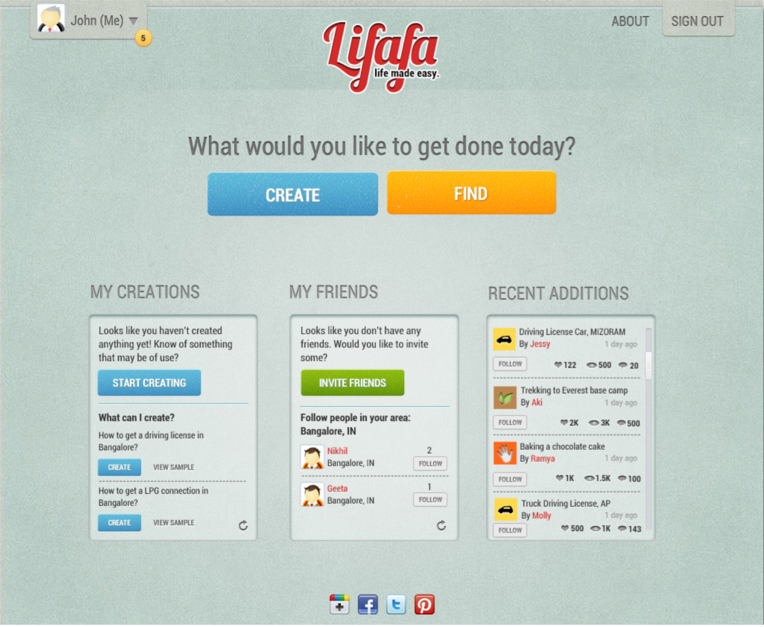 John (Me)
5
Lifafa
life made easy.
ABOUT
SIGN OUT
What would you like to get done today?
CREATE
FIND
MY CREATIONS
Looks like you haven't created
anything yet! Know of something
that may be of use?
START CREATING
What can I create?
How to get a driving license in
Bangalore?
CREATE
VIEW SAMPLE
How to get a LPG connection in
Bangalore?
CREATE
VIEW SAMPLE
MY FRIENDS
Looks like you don't have any
friends. Would you like to invite
some?
INVITE FRIENDS
Follow people in your area:
Bangalore, IN
Nikhil
Bangalore, IN
2
FOLLOW
Geeta
Bangalore, IN
1
FOLLOW
RECENT ADDITIONS
Driving License Car, MIZORAM
By Jessy
1 day ago
FOLLOW
122
500
20
Trekking to Everest base camp
By Aki
1 day ago
FOLLOW
2K
3K
500
Baking a chocolate cake
By Ramya
1 day ago
FOLLOW
1K
1.5K
100
Truck Driving License, AP
By Molly
1 day ago
FOLLOW
500
1K
143